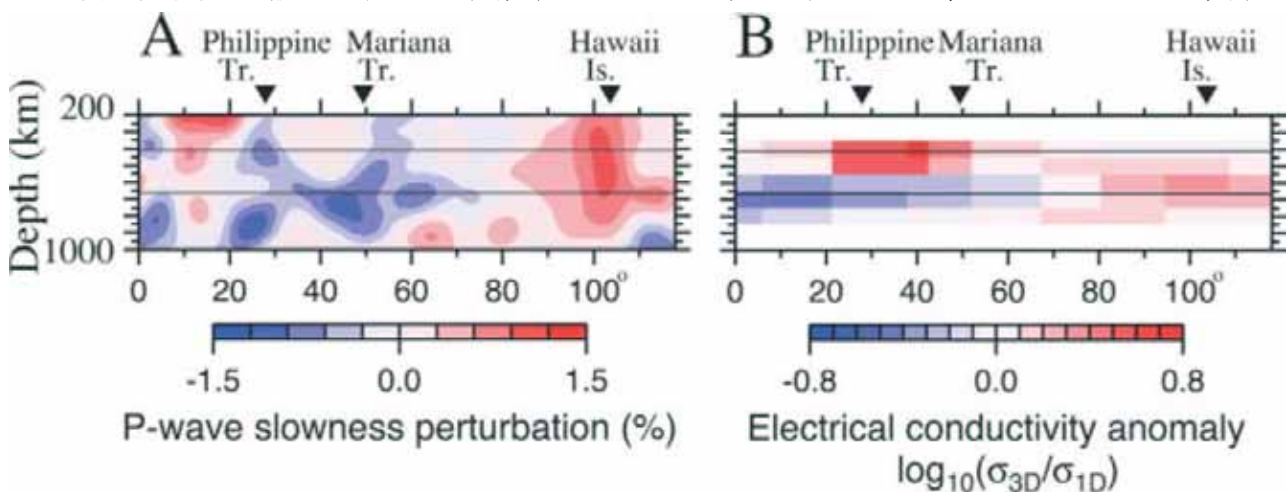 A Philippine Mariana Hawaii
Tr. Tr. Is.
B Philippine Mariana Hawaii
Tr. Tr. Is.
200
Depth (km)
1000
0 20 40 60 80 100°
0 20 40 60 80 100°
-1.5 0.0 1.5
-0.8 0.0 0.8
P-wave slowness perturbation (%)
Electrical conductivity anomaly
log₁₀(σ₃D/σ₁D)